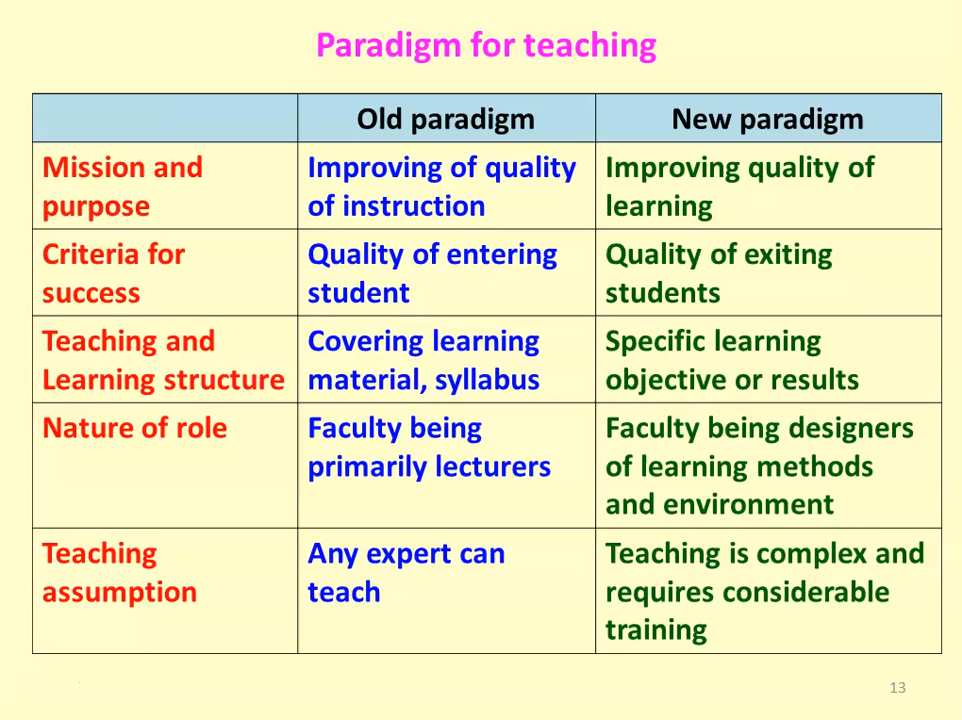 Paradigm for teaching
Old paradigm
New paradigm
Mission and
purpose
Improving of quality
of instruction
Improving quality of
learning
Criteria for
success
Quality of entering
student
Quality of exiting
students
Teaching and
Learning structure
Covering learning
material, syllabus
Specific learning
objective or results
Nature of role
Faculty being
primarily lecturers
Faculty being designers
of learning methods
and environment
Teaching
assumption
Any expert can
teach
Teaching is complex and
requires considerable
training
13